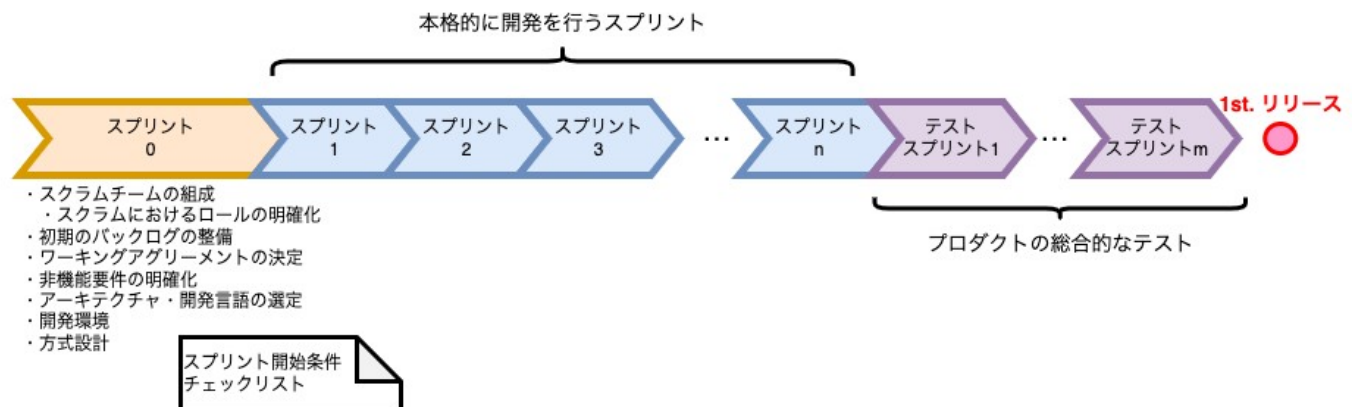 本格的に開発を行うスプリント
1st. リリース
スプリント
0
スプリント
1
スプリント
2
スプリント
3
...
スプリント
n
テスト
スプリント1
...
テスト
スプリントm
・スクラムチームの組成
・スクラムにおけるロールの明確化
・初期のバックログの整備
・ワーキングアグリーメントの決定
・非機能要件の明確化
・アーキテクチャ・開発言語の選定
・開発環境
・方式設計
プロダクトの総合的なテスト
スプリント開始条件
チェックリスト